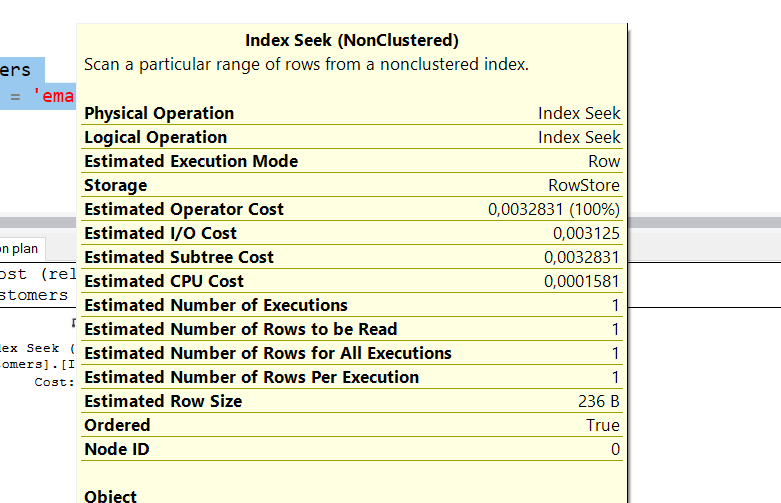 Index Seek (NonClustered)
Scan a particular range of rows from a nonclustered index.
ers
= 'ema
Physical Operation Index Seek
Logical Operation Index Seek
Estimated Execution Mode Row
Storage RowStore
Estimated Operator Cost 0,0032831 (100%)
Estimated I/O Cost 0,003125
Estimated Subtree Cost 0,0032831
Estimated CPU Cost 0,0001581
Estimated Number of Executions 1
Estimated Number of Rows to be Read 1
Estimated Number of Rows for All Executions 1
Estimated Number of Rows Per Execution 1
Estimated Row Size 236 B
Ordered True
Node ID 0
Object
on plan
ost (rel
stomers
dex Seek (
omers].[I
Cost: